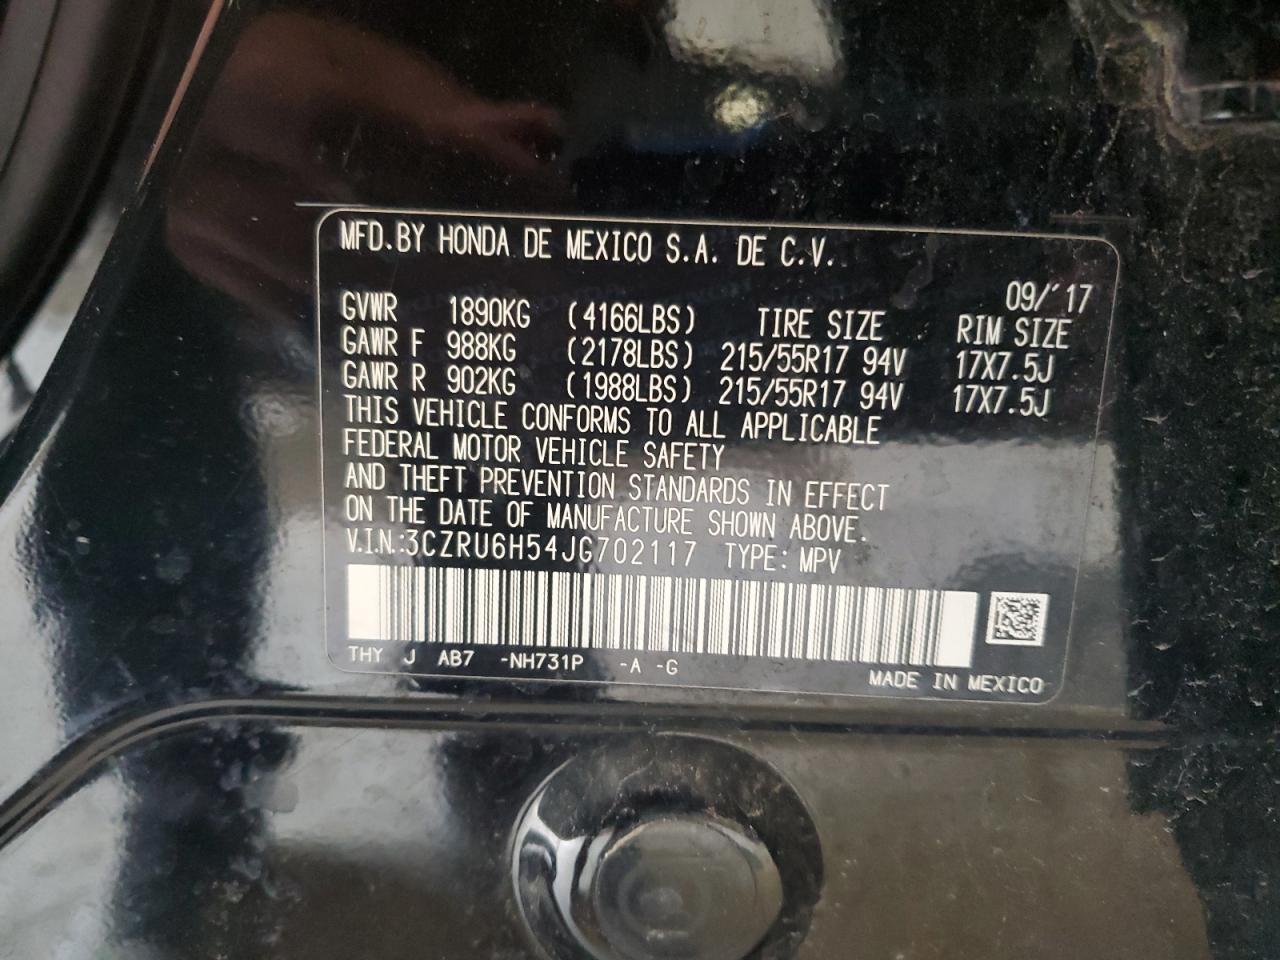 MFD.BY HONDA DE MEXICO S.A. DE C.V.
09/'17
GVWR 1890KG (4166LBS) TIRE SIZE RIM SIZE
GAWR F 988KG (2178LBS) 215/55R17 94V 17X7.5J
GAWR R 902KG (1988LBS) 215/55R17 94V 17X7.5J
THIS VEHICLE CONFORMS TO ALL APPLICABLE
FEDERAL MOTOR VEHICLE SAFETY
AND THEFT PREVENTION STANDARDS IN EFFECT
ON THE DATE OF MANUFACTURE SHOWN ABOVE.
V.I.N.:3CZRU6H54JG702117 TYPE: MPV
THY J AB7 -NH731P -A -G
MADE IN MEXICO